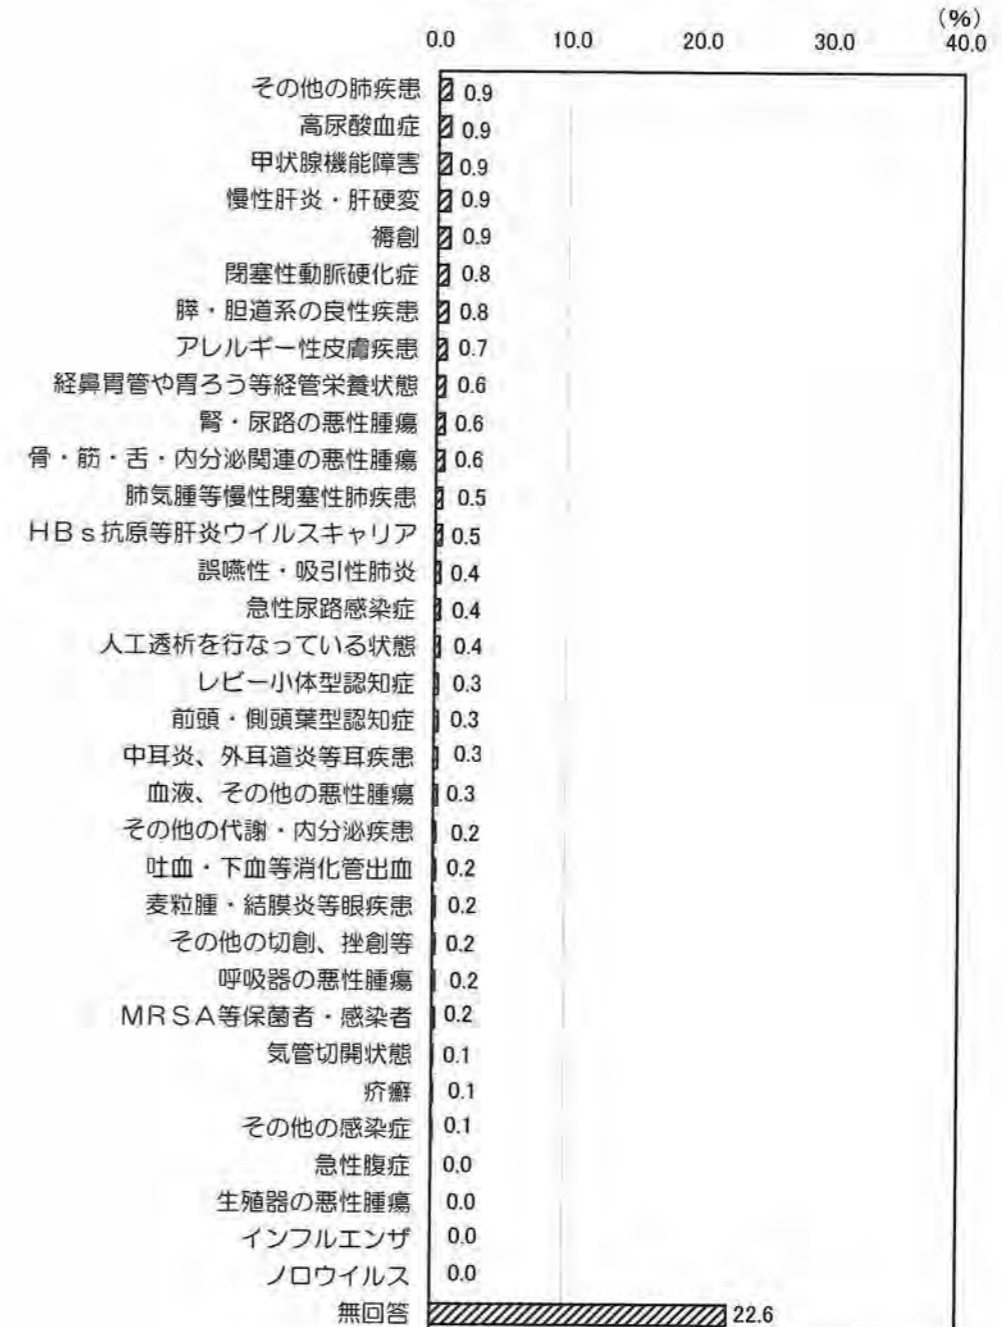 (%)
0.0 10.0 20.0 30.0 40.0
その他の肺疾患 0.9
高尿酸血症 0.9
甲状腺機能障害 0.9
慢性肝炎・肝硬変 0.9
褥創 0.9
閉塞性動脈硬化症 0.8
膵・胆道系の良性疾患 0.8
アレルギー性皮膚疾患 0.7
経鼻胃管や胃ろう等経管栄養状態 0.6
腎・尿路の悪性腫瘍 0.6
骨・筋・舌・内分泌関連の悪性腫瘍 0.6
肺気腫等慢性閉塞性肺疾患 0.5
HBs抗原等肝炎ウイルスキャリア 0.5
誤嚥性・吸引性肺炎 0.4
急性尿路感染症 0.4
人工透析を行なっている状態 0.4
レビー小体型認知症 0.3
前頭・側頭葉型認知症 0.3
中耳炎、外耳道炎等耳疾患 0.3
血液、その他の悪性腫瘍 0.3
その他の代謝・内分泌疾患 0.2
吐血・下血等消化管出血 0.2
麦粒腫・結膜炎等眼疾患 0.2
その他の切創、挫創等 0.2
呼吸器の悪性腫瘍 0.2
MRSA等保菌者・感染者 0.2
気管切開状態 0.1
疥癬 0.1
その他の感染症 0.1
急性腹症 0.0
生殖器の悪性腫瘍 0.0
インフルエンザ 0.0
ノロウイルス 0.0
無回答 22.6